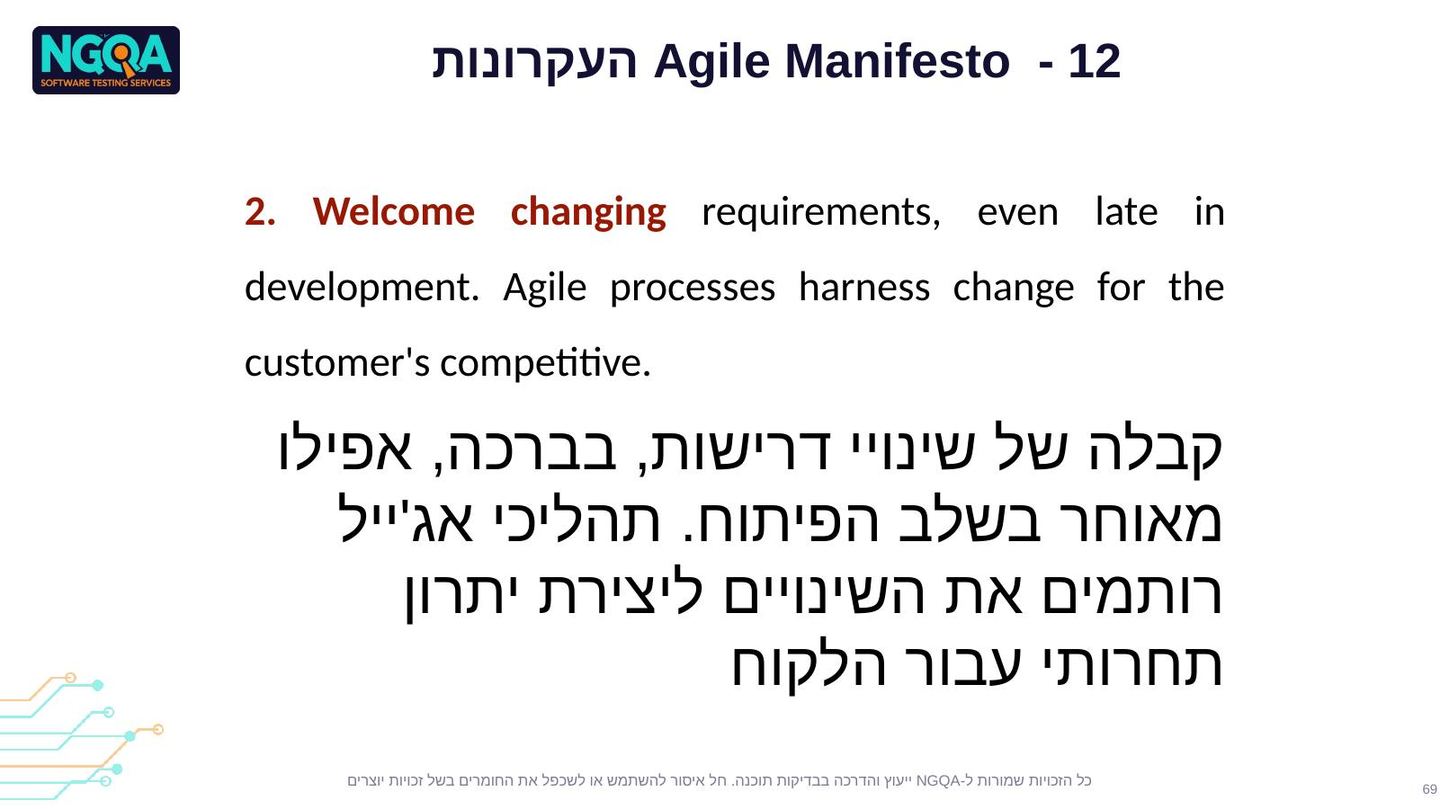 NGQA
SOFTWARE TESTING SERVICES
העקרונות Agile Manifesto - 12
2. Welcome changing requirements, even late in
development. Agile processes harness change for the
customer's competitive.
קבלה של שינויי דרישות, בברכה, אפילו
מאוחר בשלב הפיתוח. תהליכי אג'ייל
רותמים את השינויים ליצירת יתרון
תחרותי עבור הלקוח
כל הזכויות שמורות ל-NGQA ייעוץ והדרכה בבדיקות תוכנה. חל איסור להשתמש או לשכפל את החומרים בשל זכויות יוצרים
69